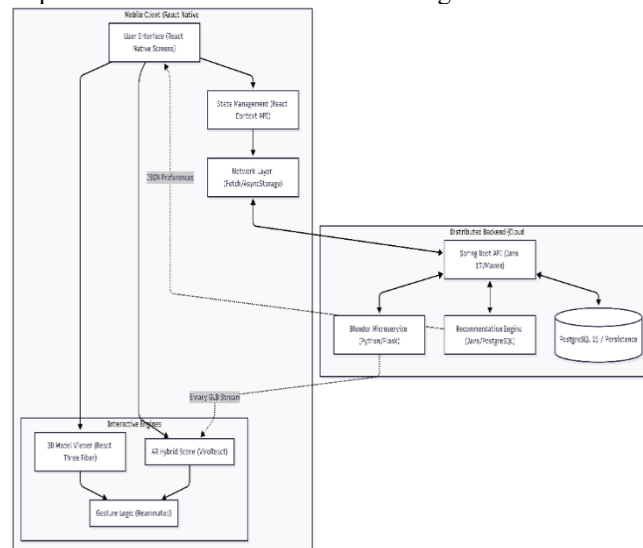 Mobile Client (React Native
User Interface (React
Native Screens)
State Management (React
Context API)
JSON Preferences
Network Layer
(Fetch/AsyncStorage)
Distributed Backend (Cloud
Spring Boot API (Java
17/Maven)
Blender Microservice
(Python/Flask)
Recommendation Engine
(Java/PostgreSQL)
PostgreSQL 15 / Persistence
Binary GLB Stream
Interactive Engines
3D Model Viewer (React
Three Fiber)
AR Hybrid Scene (ViroReact)
Gesture Logic (Reanimated)